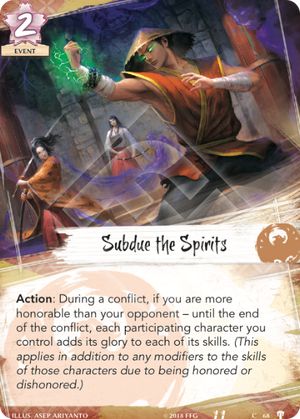 2
EVENT
Subdue the Spirits
Action: During a conflict, if you are more
honorable than your opponent – until the end
of the conflict, each participating character you
control adds its glory to each of its skills. (This
applies in addition to any modifiers to the skills
of those characters due to being honored or
dishonored.)
ILLUS: ASEP ARIYANTO © 2018 FFG C 68